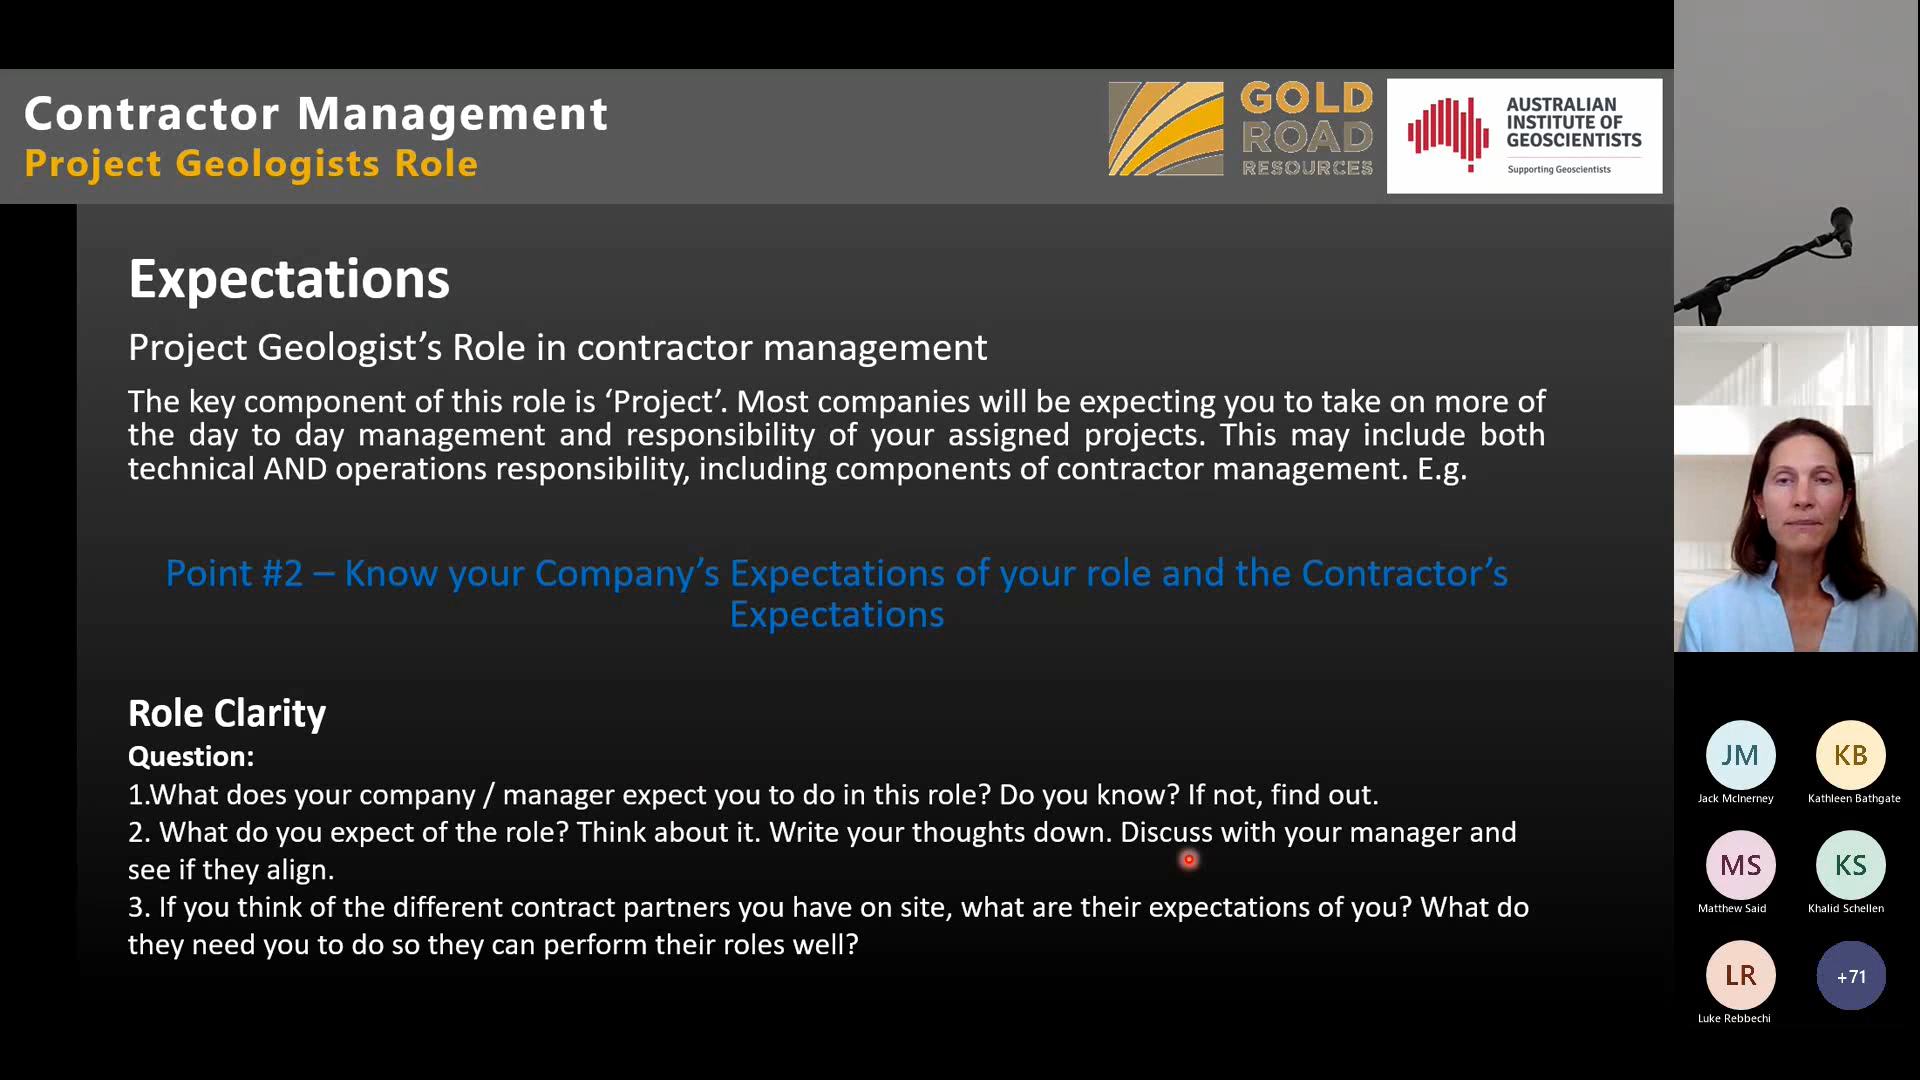 Contractor Management
Project Geologists Role
GOLD
ROAD
RESOURCES
AUSTRALIAN
INSTITUTE OF
GEOSCIENTISTS
Supporting Geoscientists
Expectations
Project Geologist’s Role in contractor management
The key component of this role is ‘Project’. Most companies will be expecting you to take on more of
the day to day management and responsibility of your assigned projects. This may include both
technical AND operations responsibility, including components of contractor management. E.g.
Point #2 – Know your Company’s Expectations of your role and the Contractor’s
Expectations
Role Clarity
Question:
1.What does your company / manager expect you to do in this role? Do you know? If not, find out.
2. What do you expect of the role? Think about it. Write your thoughts down. Discuss with your manager and
see if they align.
3. If you think of the different contract partners you have on site, what are their expectations of you? What do
they need you to do so they can perform their roles well?
JM
Jack McInerney
KB
Kathleen Bathgate
MS
Matthew Said
KS
Khalid Schellen
LR
Luke Rebbechi
+71